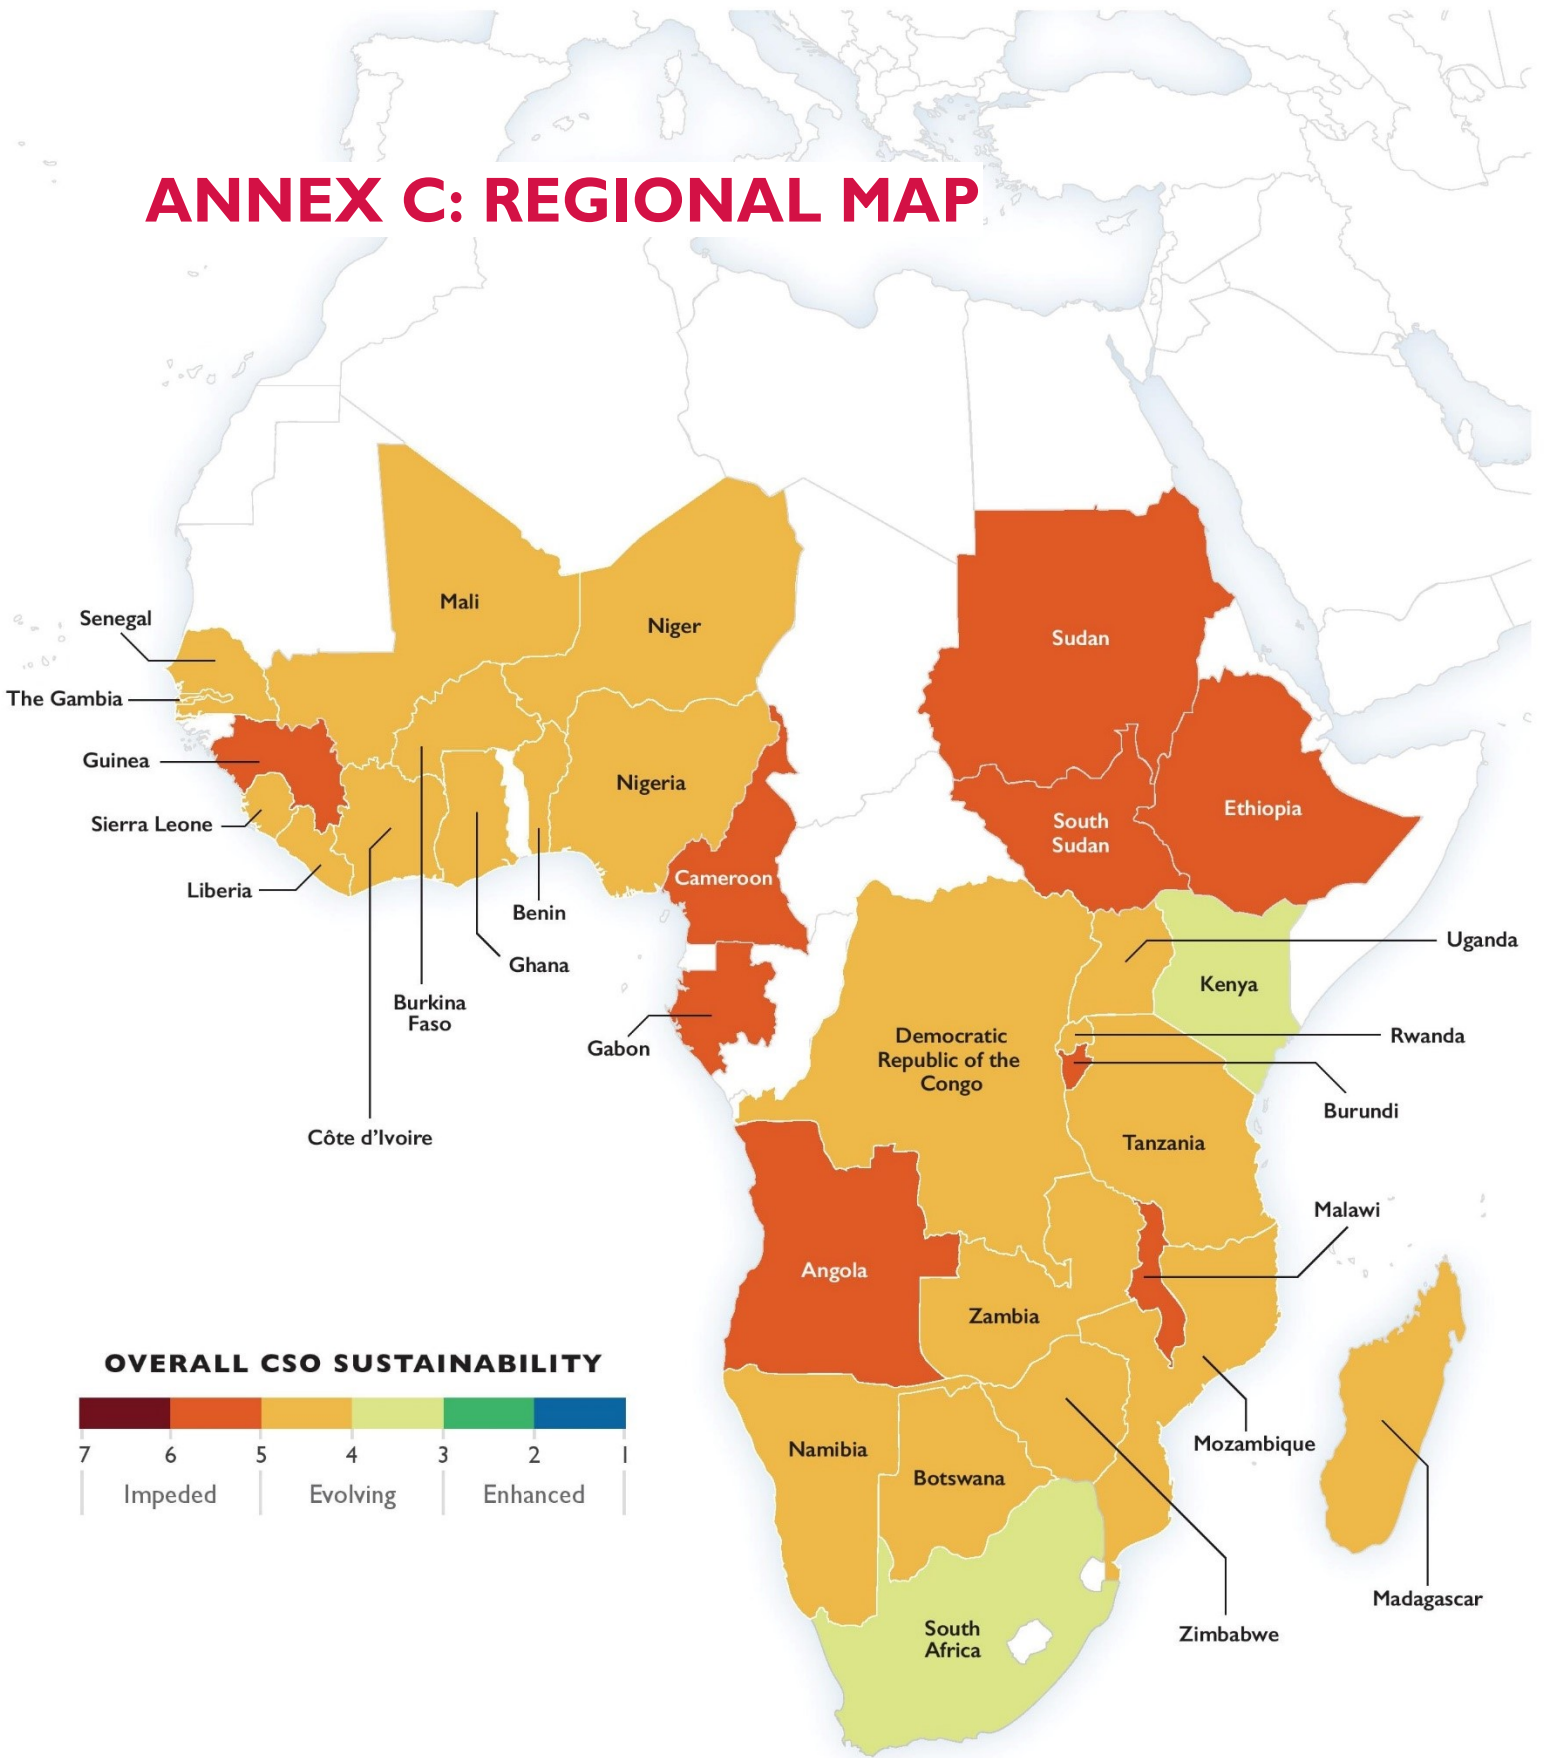 ANNEX C: REGIONAL MAP
Mali
Niger
Senegal
The Gambia
Guinea
Sierra Leone
Liberia
Nigeria
Cameroon
Benin
Ghana
Burkina
Faso
Gabon
Côte d'Ivoire
Sudan
South
Sudan
Ethiopia
Uganda
Kenya
Rwanda
Democratic
Republic of the
Congo
Burundi
Tanzania
Malawi
Angola
Zambia
Mozambique
Namibia
Botswana
Madagascar
Zimbabwe
South
Africa
OVERALL CSO SUSTAINABILITY
7 6 5 4 3 2 1
Impeded Evolving Enhanced